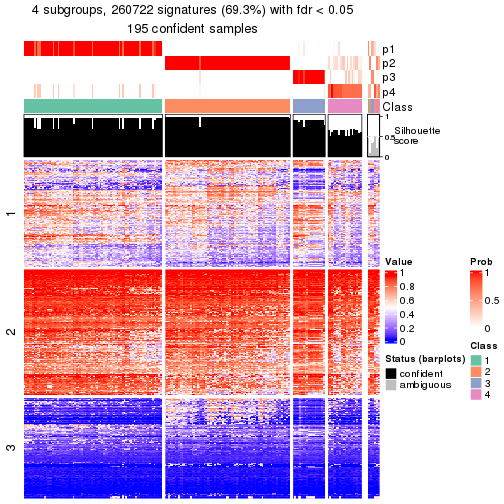 4 subgroups, 260722 signatures (69.3%) with fdr < 0.05
195 confident samples
p1
p2
p3
p4
Class
1
0.5
0
Silhouette
score
1
2
3
Value
1
0.8
0.6
0.4
0.2
0
Status (barplots)
confident
ambiguous
Prob
1
0.5
0
Class
1
2
3
4